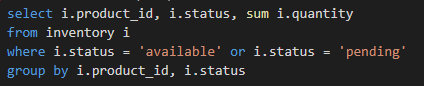 select i.product_id, i.status, sum i.quantity
from inventory i
where i.status = 'available' or i.status = 'pending'
group by i.product_id, i.status